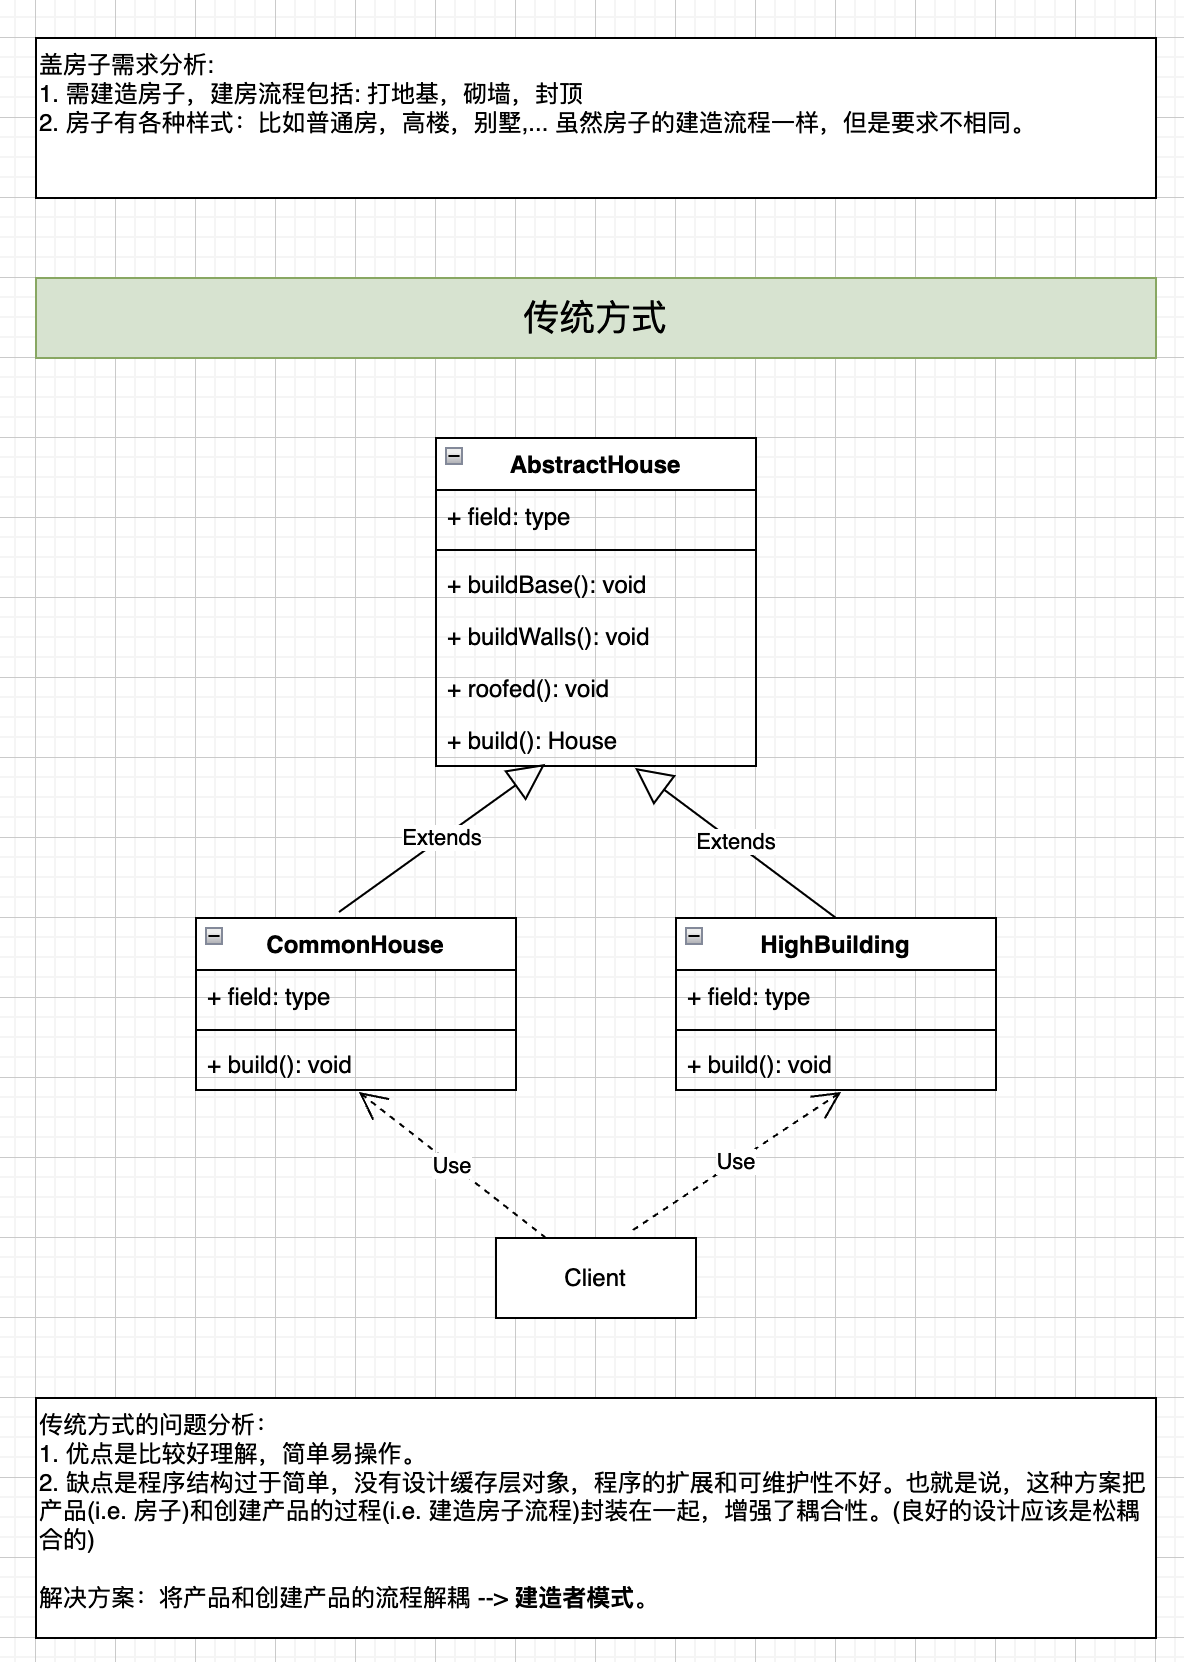 盖房子需求分析:
1. 需建造房子，建房流程包括: 打地基，砌墙，封顶
2. 房子有各种样式：比如普通房，高楼，别墅,... 虽然房子的建造流程一样，但是要求不相同。
传统方式
AbstractHouse
+ field: type
+ buildBase(): void
+ buildWalls(): void
+ roofed(): void
+ build(): House
Extends
Extends
CommonHouse
+ field: type
+ build(): void
HighBuilding
+ field: type
+ build(): void
Use
Use
Client
传统方式的问题分析：
1. 优点是比较好理解，简单易操作。
2. 缺点是程序结构过于简单，没有设计缓存层对象，程序的扩展和可维护性不好。也就是说，这种方案把
产品(i.e. 房子)和创建产品的过程(i.e. 建造房子流程)封装在一起，增强了耦合性。(良好的设计应该是松耦
合的)
解决方案：将产品和创建产品的流程解耦 --> 建造者模式。